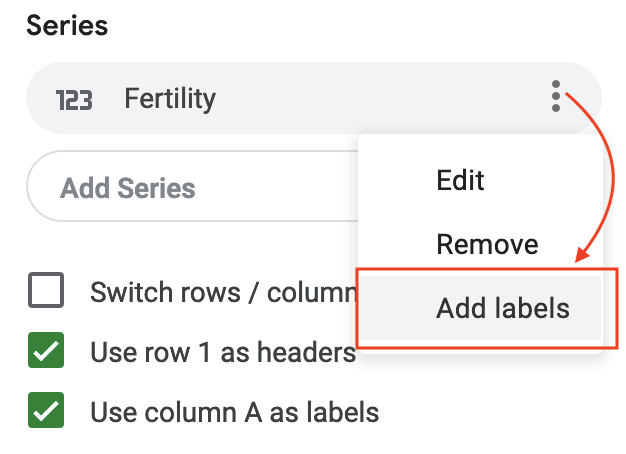 Series
123 Fertility
Add Series
Edit
Remove
Add labels
Switch rows / column
Use row 1 as headers
Use column A as labels